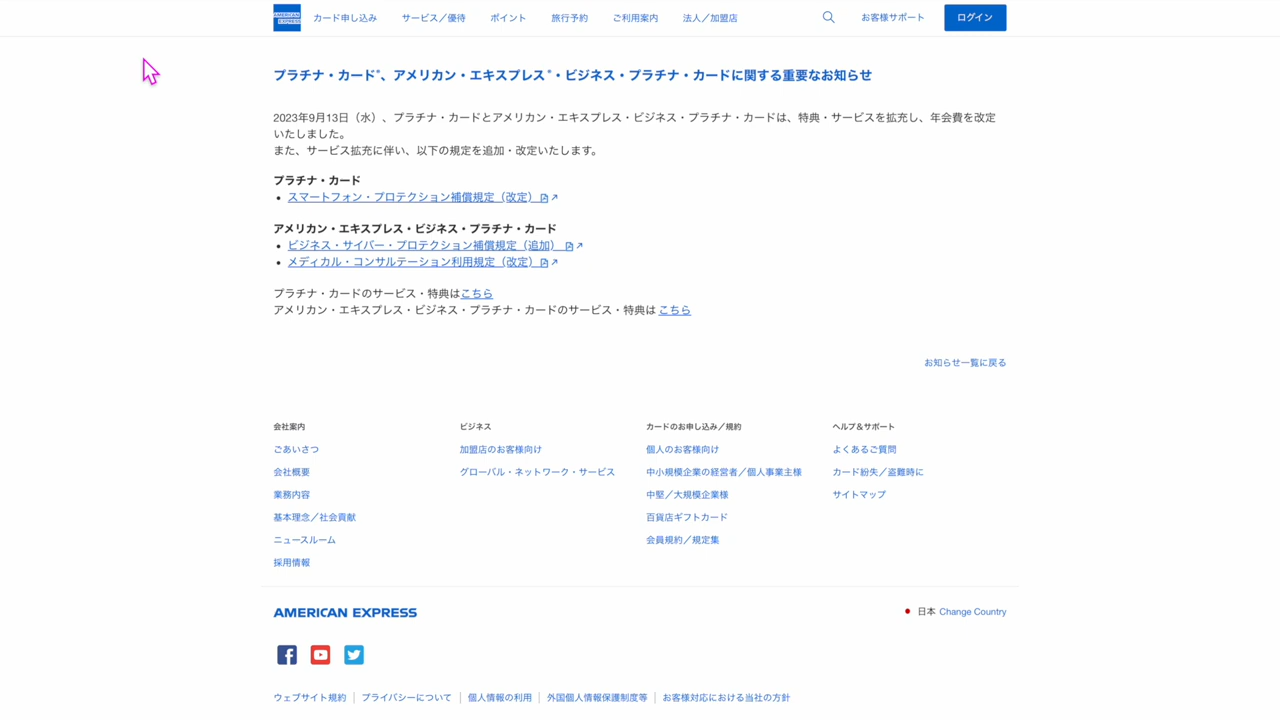 AMERICAN EXPRESS
カード申し込み サービス／優待 ポイント 旅行予約 ご利用案内 法人／加盟店 お客様サポート ログイン
プラチナ・カード®、アメリカン・エキスプレス®・ビジネス・プラチナ・カードに関する重要なお知らせ
2023年9月13日（水）、プラチナ・カードとアメリカン・エキスプレス・ビジネス・プラチナ・カードは、特典・サービスを拡充し、年会費を改定
いたしました。
また、サービス拡充に伴い、以下の規定を追加・改定いたします。
プラチナ・カード
• スマートフォン・プロテクション補償規定（改定）
アメリカン・エキスプレス・ビジネス・プラチナ・カード
• ビジネス・サイバー・プロテクション補償規定（追加）
• メディカル・コンサルテーション利用規定（改定）
プラチナ・カードのサービス・特典はこちら
アメリカン・エキスプレス・ビジネス・プラチナ・カードのサービス・特典は こちら
お知らせ一覧に戻る
会社案内 ビジネス カードのお申し込み／規約 ヘルプ＆サポート
ごあいさつ 加盟店のお客様向け 個人のお客様向け よくあるご質問
会社概要 グローバル・ネットワーク・サービス 中小規模企業の経営者／個人事業主様 カード紛失／盗難時に
業務内容 中堅／大規模企業様 サイトマップ
基本理念／社会貢献 百貨店ギフトカード
ニュースルーム 会員規約／規定集
採用情報
AMERICAN EXPRESS 日本 Change Country
ウェブサイト規約 プライバシーについて 個人情報の利用 外国個人情報保護制度等 お客様対応における当社の方針